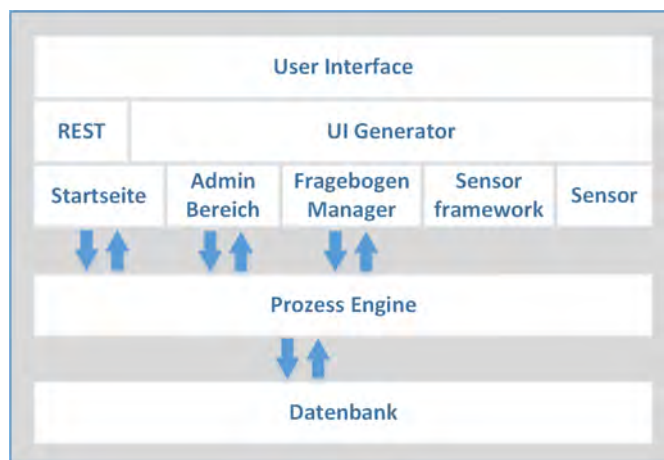 User Interface
REST
UI Generator
Startseite
Admin
Bereich
Fragebogen
Manager
Sensor
framework
Sensor
Prozess Engine
Datenbank